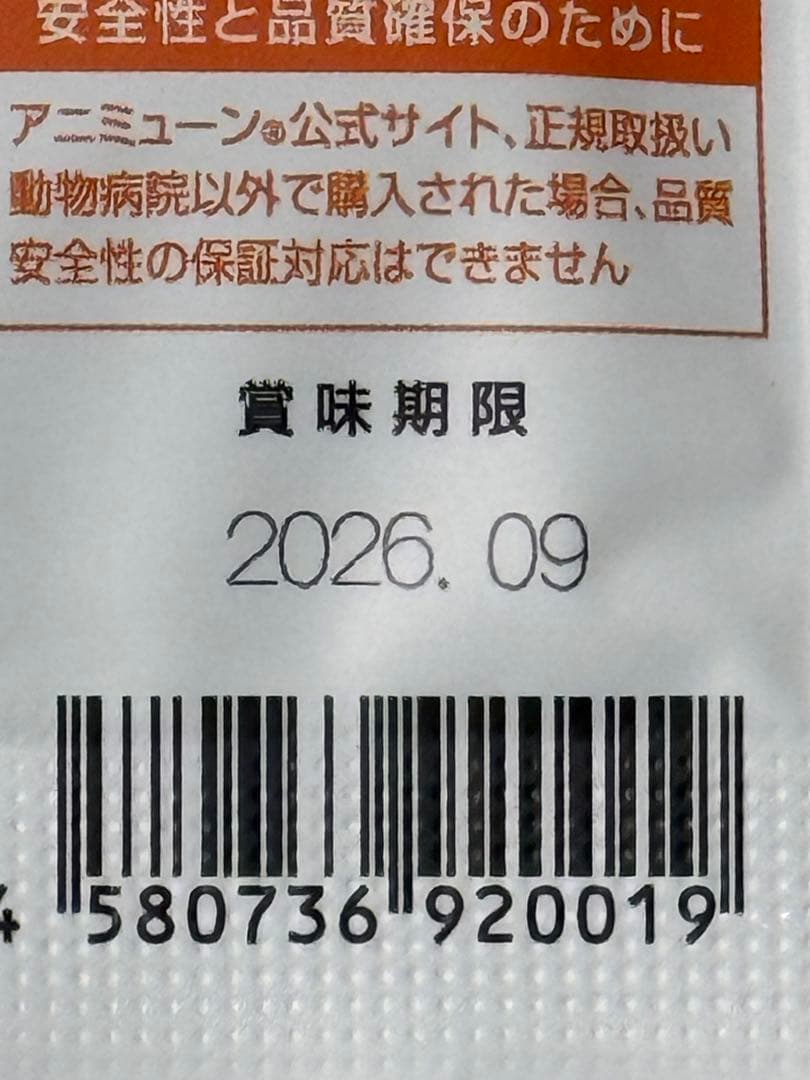 安全性と品質確保のために
アニミューン®公式サイト、正規取扱い
動物病院以外で購入された場合、品質
安全性の保証対応はできません
賞味期限
2026. 09
4 580736 920019